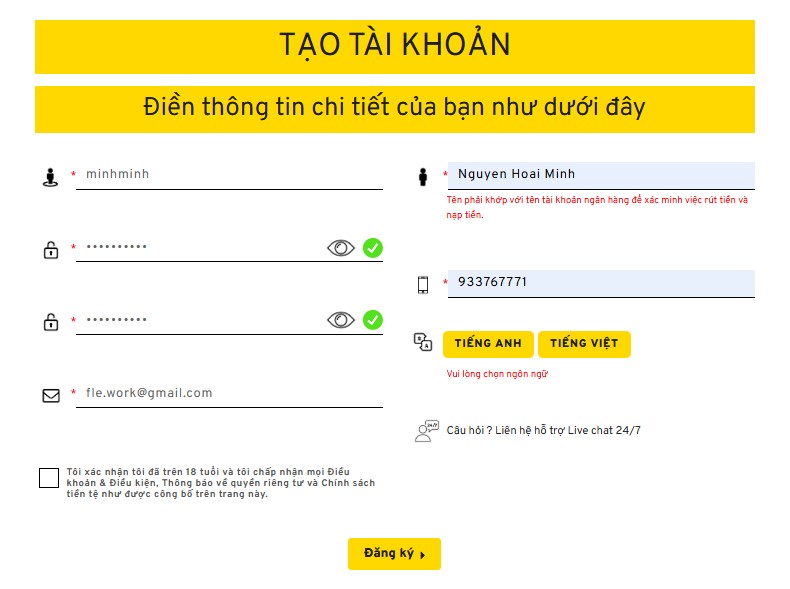 TẠO TÀI KHOẢN
Điền thông tin chi tiết của bạn như dưới đây
* minhminh
* ••••••••••
* ••••••••••
* fle.work@gmail.com
Tôi xác nhận tôi đã trên 18 tuổi và tôi chấp nhận mọi Điều
khoản & Điều kiện, Thông báo về quyền riêng tư và Chính sách
tiền tệ như được công bố trên trang này.
* Nguyen Hoai Minh
Tên phải khớp với tên tài khoản ngân hàng để xác minh việc rút tiền và
nạp tiền.
* 933767771
TIẾNG ANH TIẾNG VIỆT
Vui lòng chọn ngôn ngữ
24/7
Câu hỏi ? Liên hệ hỗ trợ Live chat 24/7
Đăng ký